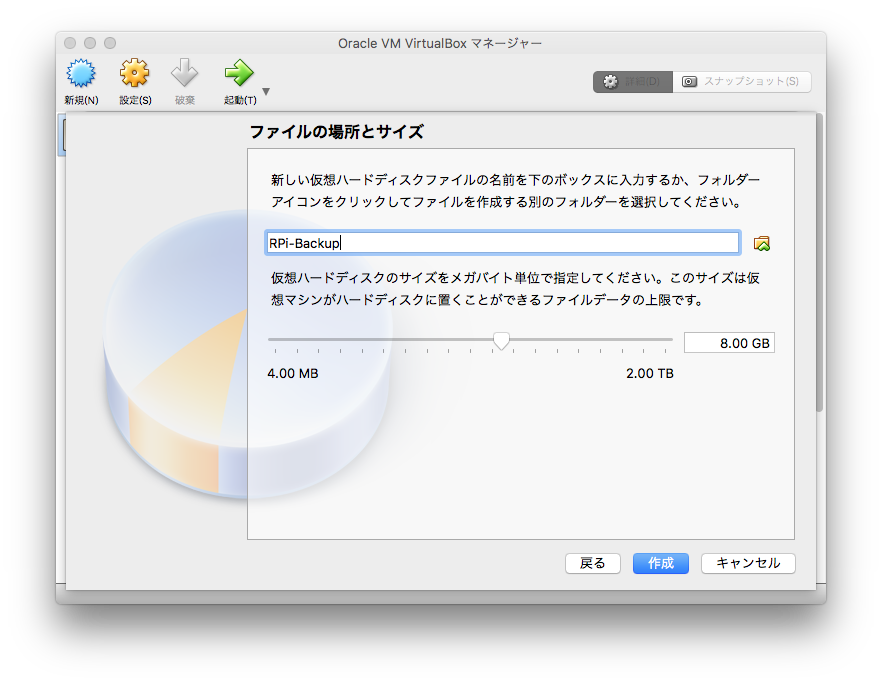 Oracle VM VirtualBox マネージャー
新規(N) 設定(S) 破棄 起動(T) 詳細(D) スナップショット(S)
ファイルの場所とサイズ
新しい仮想ハードディスクファイルの名前を下のボックスに入力するか、フォルダー
アイコンをクリックしてファイルを作成する別のフォルダーを選択してください。
RPi-Backup
仮想ハードディスクのサイズをメガバイト単位で指定してください。このサイズは仮
想マシンがハードディスクに置くことができるファイルデータの上限です。
8.00 GB
4.00 MB 2.00 TB
戻る 作成 キャンセル